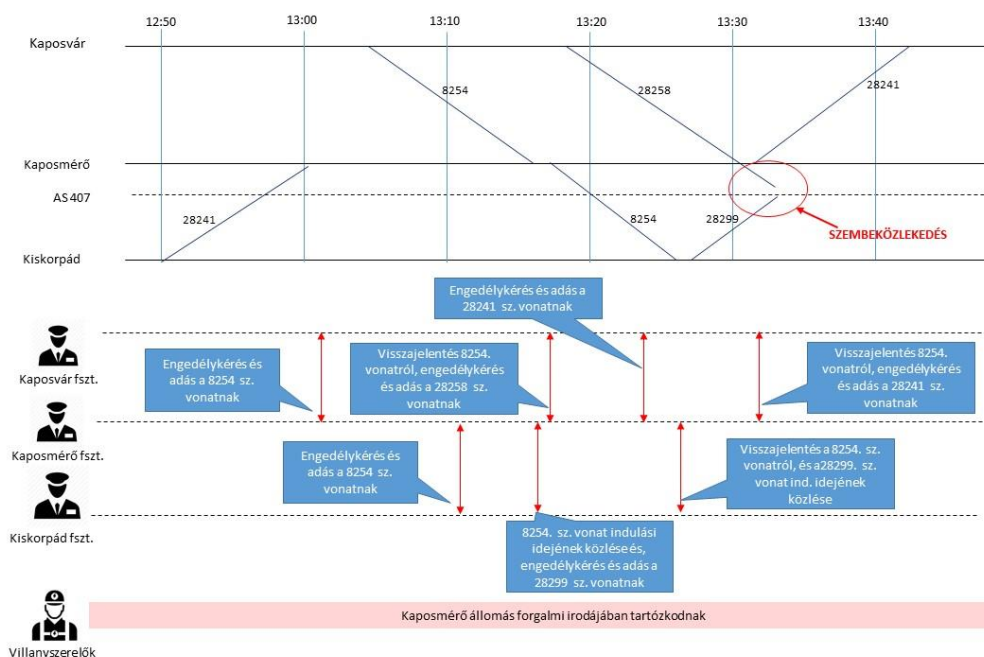 12:50 13:00 13:10 13:20 13:30 13:40
Kaposvár
8254
28258
28241
Kaposmérő
AS407
28241
8254
28299
SZEMBEKÖZLEKEDÉS
Kiskorpád
Engedélykérés és adás a
28241 sz. vonatnak
Kaposvár fszt.
Engedélykérés és
adás a 8254 sz.
vonatnak
Visszajelentés 8254.
vonatról, engedélykérés
és adás a 28258 sz.
vonatnak
Visszajelentés 8254.
vonatról, engedélykérés
és adás a 28241 sz.
vonatnak
Kaposmérő fszt.
Engedélykérés és
adás a 8254 sz.
vonatnak
Visszajelentés a 8254. sz.
vonatról, és a28299. sz.
vonat ind. idejének
közlése
Kiskorpád fszt.
8254. sz. vonat indulási
idejének közlése és,
engedélykérés és adás a
28299 sz. vonatnak
Kaposmérő állomás forgalmi irodájában tartózkodnak
Villanyszerelők